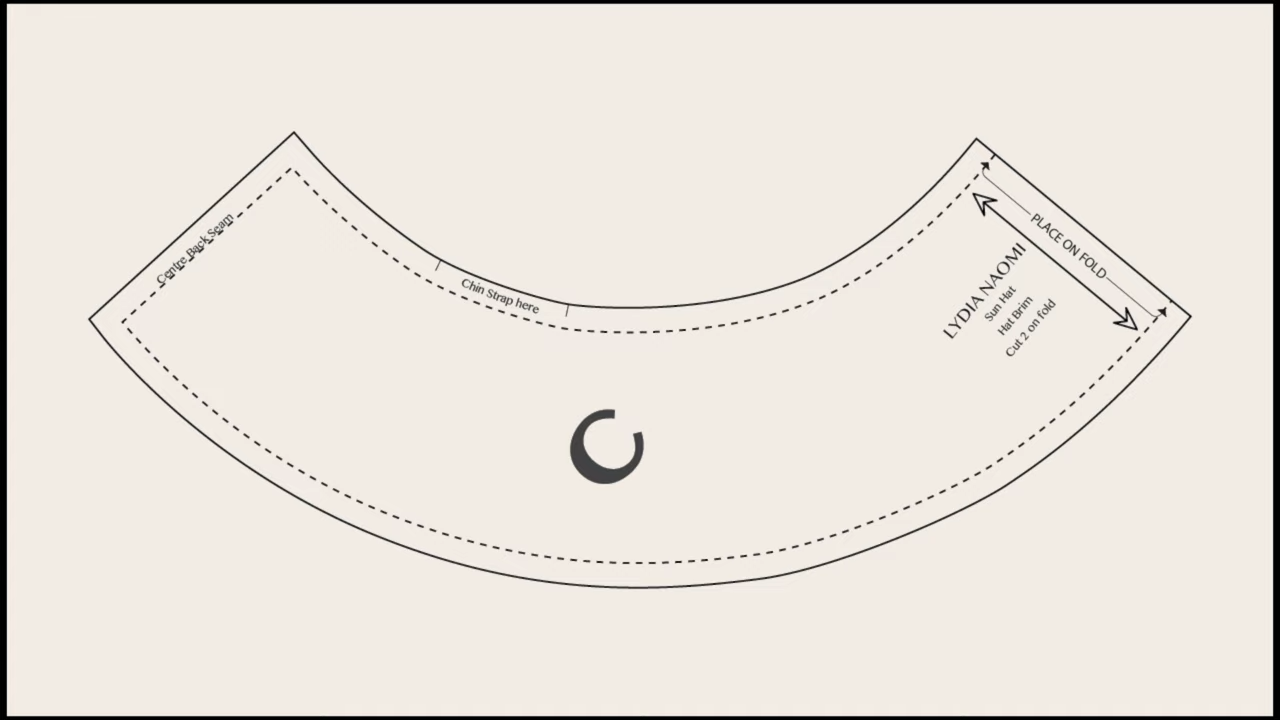 Centre Back Seam
Chin Strap here
PLACE ON FOLD
LYDIA NAOMI
Sun Hat
Hat Brim
Cut 2 on fold